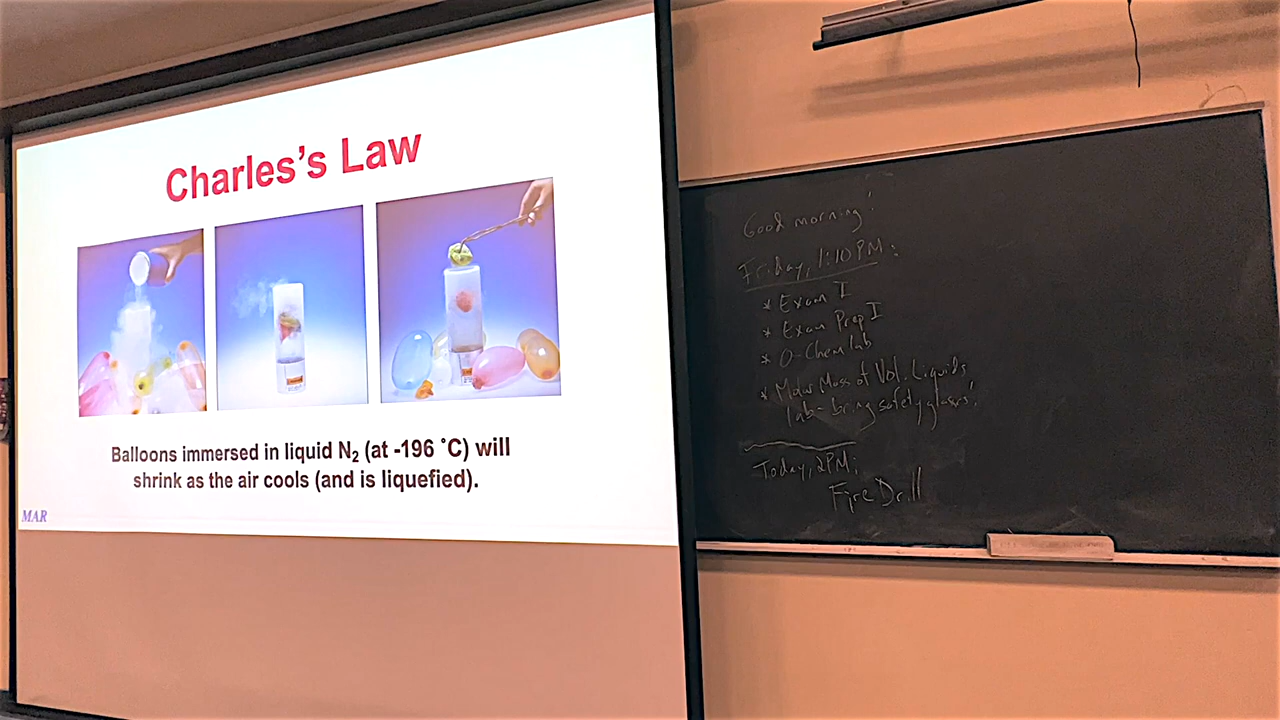 Charles's Law
Balloons immersed in liquid N₂ (at -196 ˚C) will
shrink as the air cools (and is liquefied).
MAR
Good morning!
Friday, 1:10 PM:
* Exam I
* Exam Prep I
* O-Chem lab
* Molar Mass of Vol. Liquids
lab - bring safety glasses!
Today, 2PM:
Fire Drill